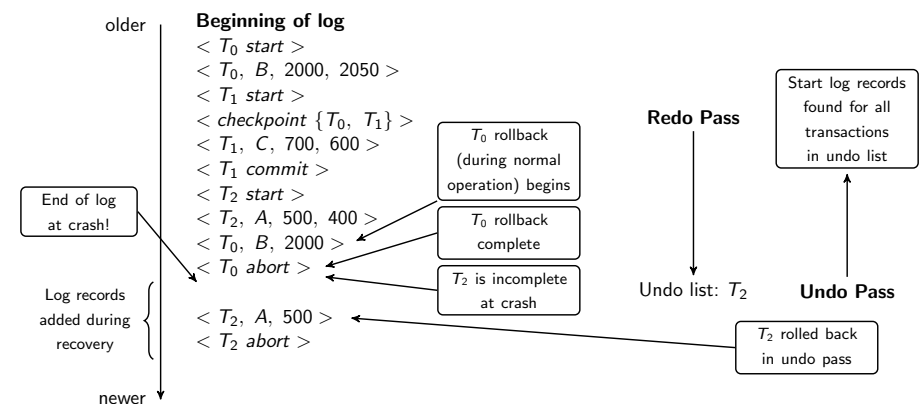 older
Beginning of log
< T0 start >
< T0, B, 2000, 2050 >
< T1 start >
< checkpoint {T0, T1} >
< T1, C, 700, 600 >
< T1 commit >
< T2 start >
< T2, A, 500, 400 >
< T0, B, 2000 >
< T0 abort >
< T2, A, 500 >
< T2 abort >
newer
End of log
at crash!
Log records
added during
recovery
T0 rollback
(during normal
operation) begins
T0 rollback
complete
T2 is incomplete
at crash
Redo Pass
Undo list: T2
Start log records
found for all
transactions
in undo list
Undo Pass
T2 rolled back
in undo pass